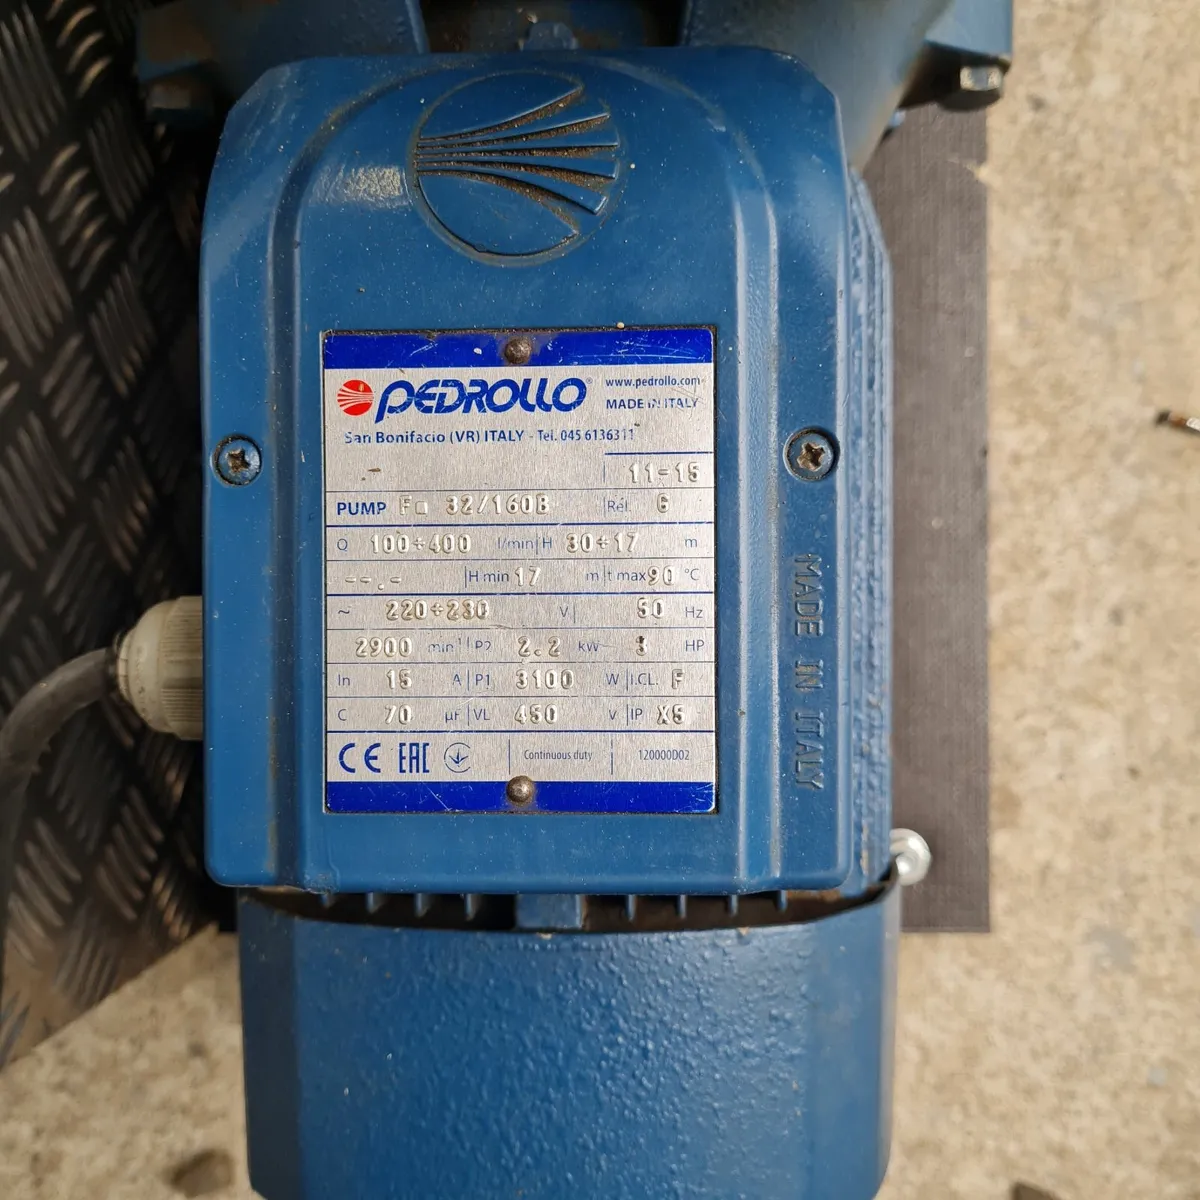 PEDROLLO® www.pedrollo.com
MADE IN ITALY
San Bonifacio (VR) ITALY - Tel. 045 6136311
11-15
PUMP F□ 32/160B Rel. 6
Q 100÷400 l/min H 30÷17 m
--.- H min 17 m t max 90 °C
~ 220÷230 V 50 Hz
2900 min⁻¹ P2 2.2 kW 3 HP
In 15 A P1 3100 W I.CL. F
C 70 µF VL 450 V IP X5
CE EAC Continuous duty 120000D02
MADE IN ITALY